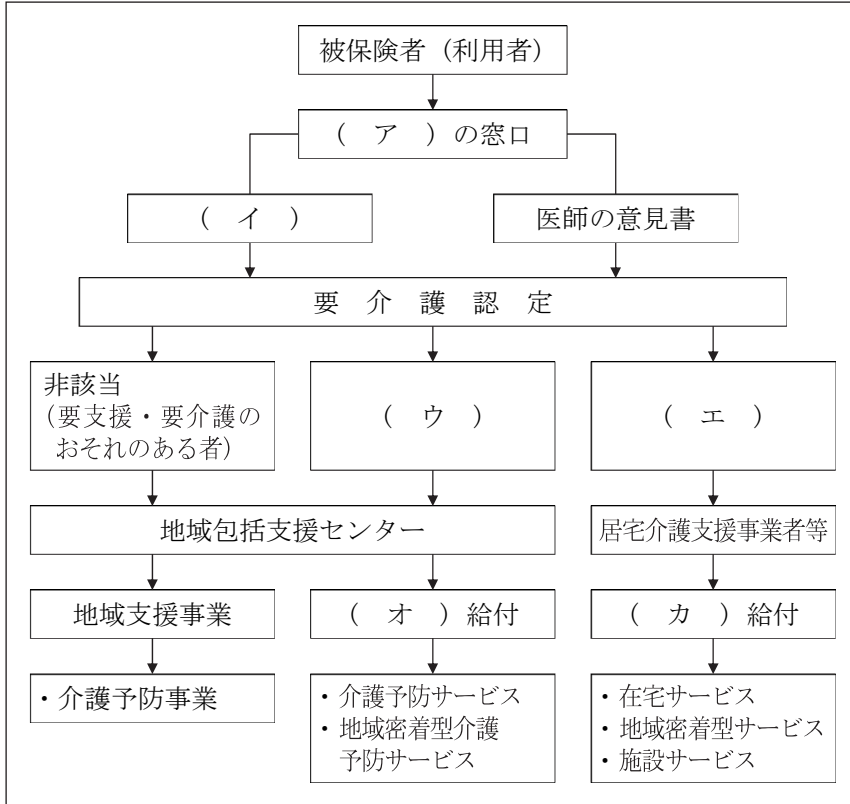 被保険者（利用者）
（　ア　）の窓口
（　イ　）
医師の意見書
要　介　護　認　定
非該当
（要支援・要介護の
おそれのある者）
（　ウ　）
（　エ　）
地域包括支援センター
居宅介護支援事業者等
地域支援事業
（　オ　）給付
（　カ　）給付
・介護予防事業
・介護予防サービス
・地域密着型介護
予防サービス
・在宅サービス
・地域密着型サービス
・施設サービス